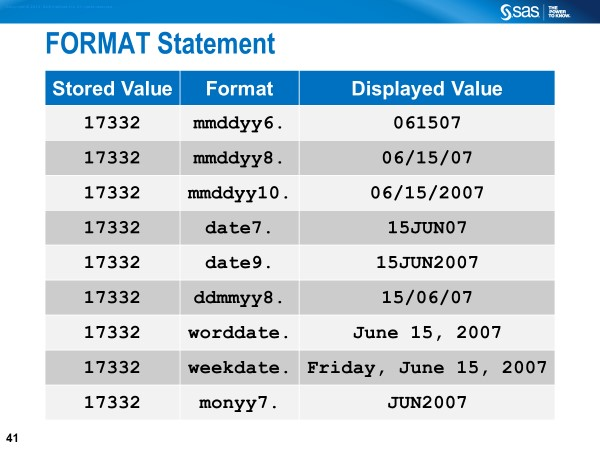 sas THE POWER TO KNOW.
FORMAT Statement
Stored Value Format Displayed Value
17332 mmddyy6. 061507
17332 mmddyy8. 06/15/07
17332 mmddyy10. 06/15/2007
17332 date7. 15JUN07
17332 date9. 15JUN2007
17332 ddmmyy8. 15/06/07
17332 worddate. June 15, 2007
17332 weekdate. Friday, June 15, 2007
17332 monyy7. JUN2007
41